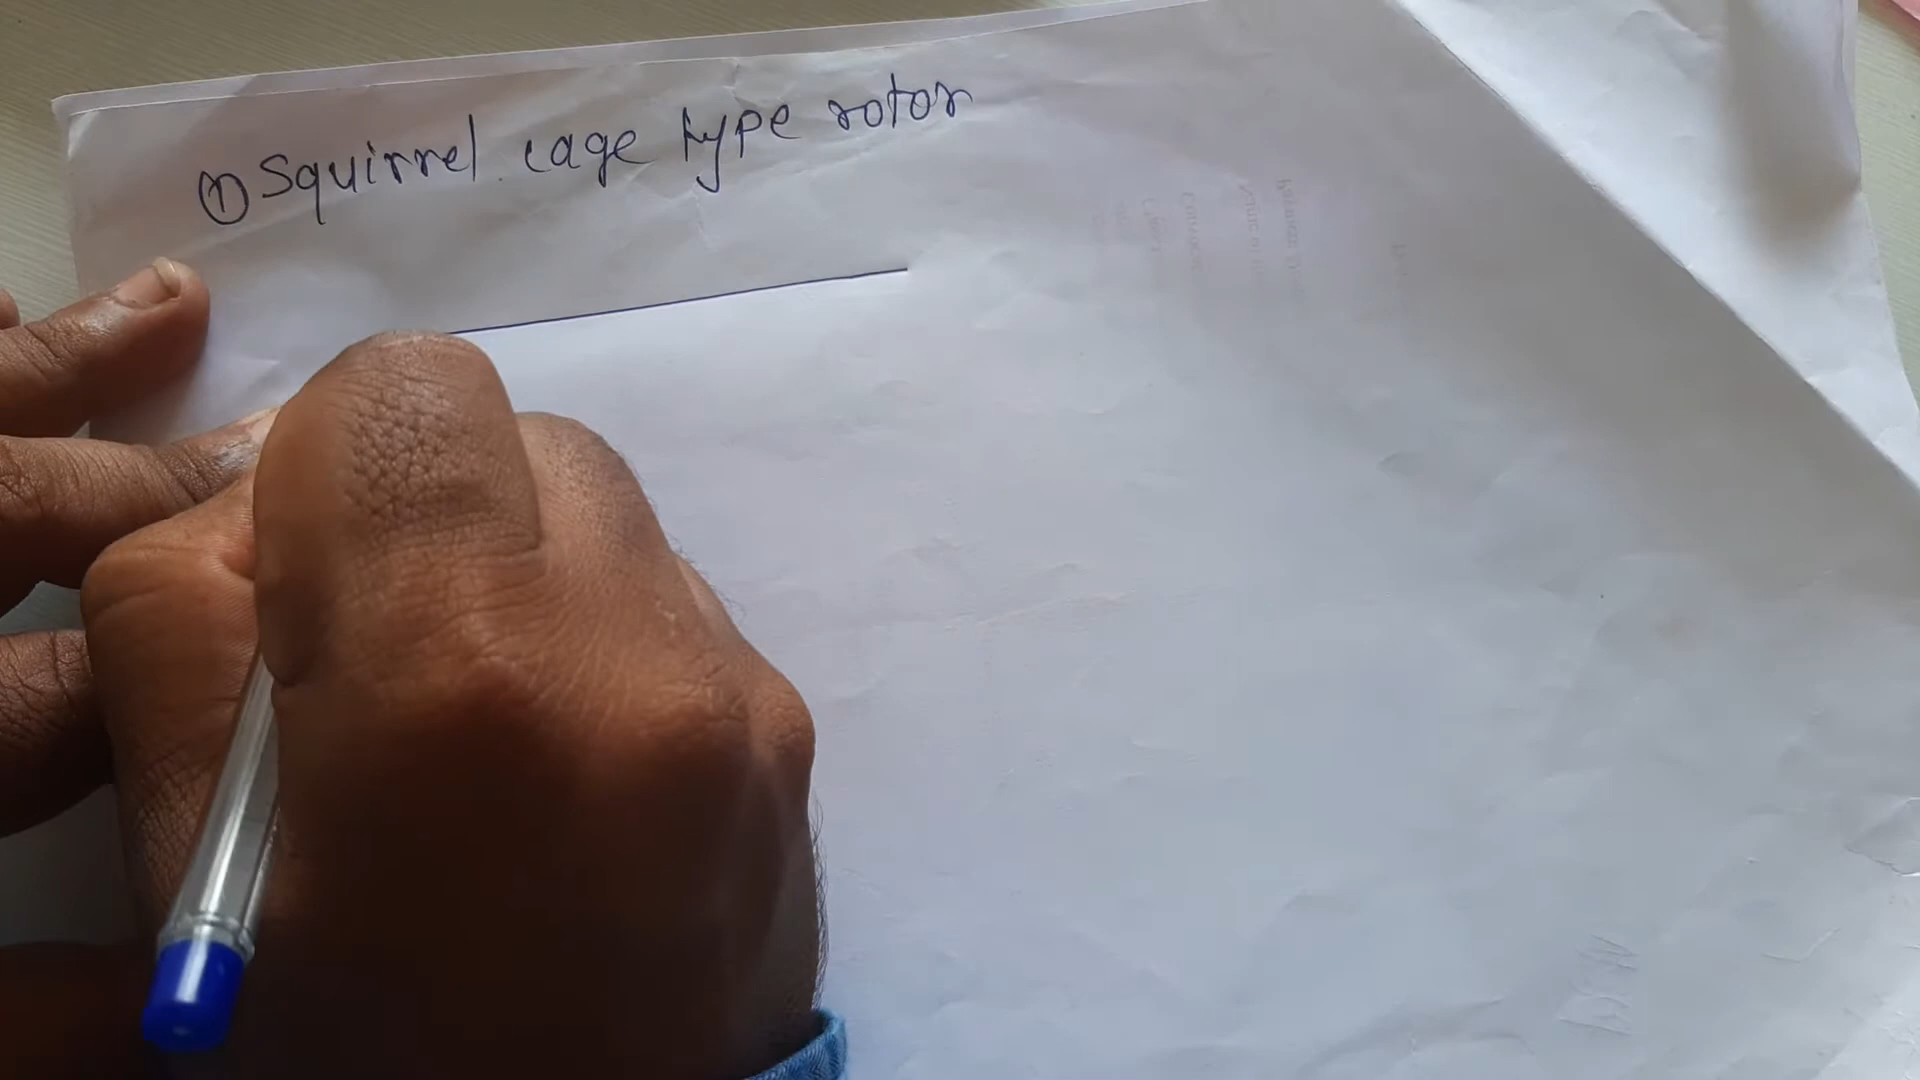 ① Squirrel cage type rotor